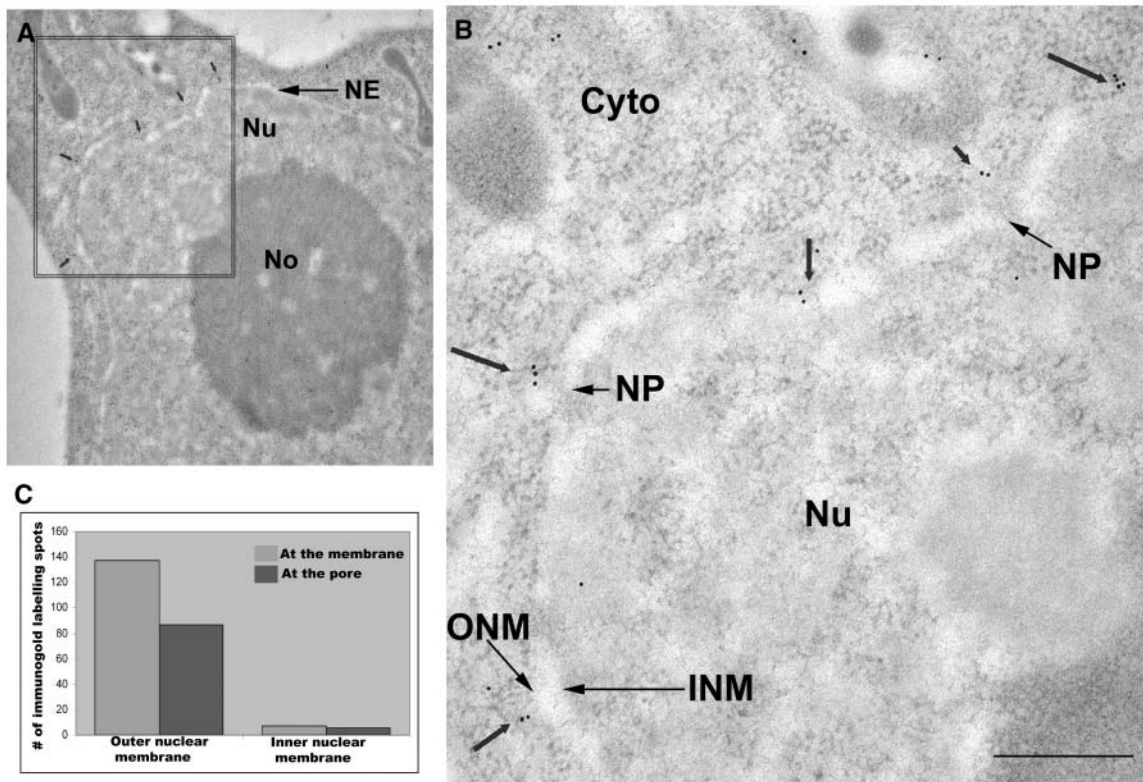 A
NE
Nu
No
B
Cyto
NP
NP
Nu
ONM
INM
C
# of immunogold labelling spots
160
140
120
100
80
60
40
20
0
At the membrane
At the pore
Outer nuclear
membrane
Inner nuclear
membrane